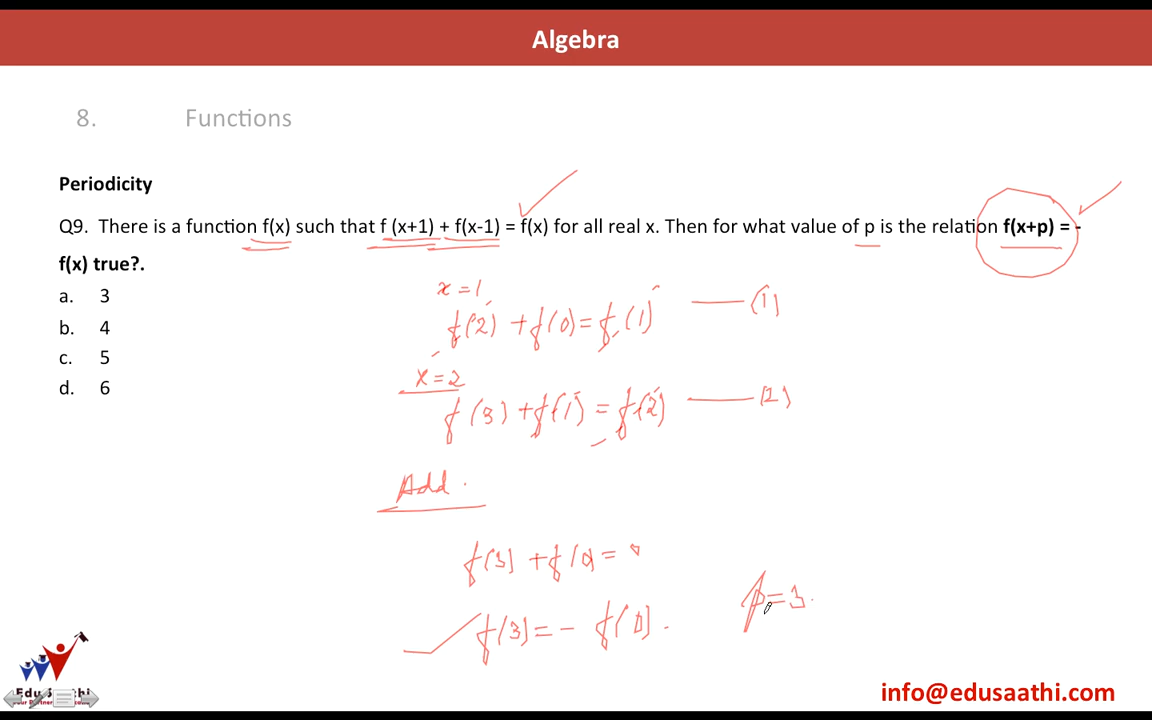 Algebra
8. Functions
Periodicity
Q9. There is a function f(x) such that f (x+1) + f(x-1) = f(x) for all real x. Then for what value of p is the relation f(x+p) = -
f(x) true?.
a. 3
b. 4
c. 5
d. 6
x = 1
f(2) + f(0) = f(1) —— (1)
x = 2
f(3) + f(1) = f(2) —— (2)
Add.
f(3) + f(0) = 0
f(3) = - f(0).
p = 3.
info@edusaathi.com